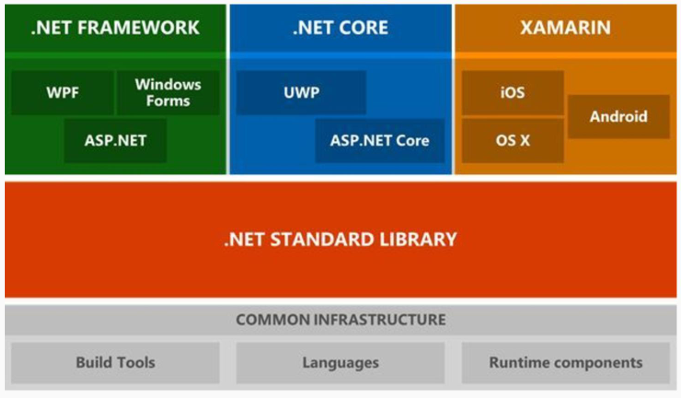 .NET FRAMEWORK
.NET CORE
XAMARIN
WPF
Windows
Forms
ASP.NET
UWP
ASP.NET Core
iOS
Android
OS X
.NET STANDARD LIBRARY
COMMON INFRASTRUCTURE
Build Tools
Languages
Runtime components